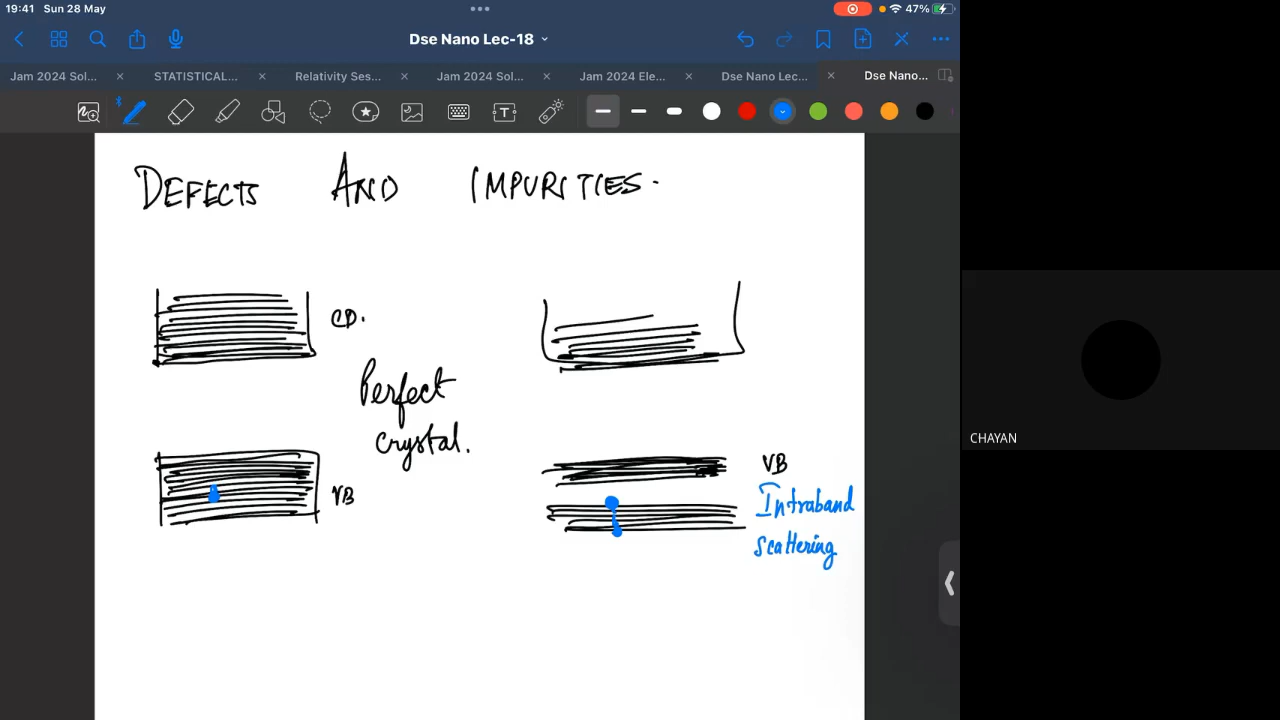 19:41 Sun 28 May
47%
Dse Nano Lec-18
Jam 2024 Sol...
STATISTICAL...
Relativity Ses...
Jam 2024 Sol...
Jam 2024 Ele...
Dse Nano Lec...
Dse Nano...
T
DEFECTS AND IMPURITIES.
CD.
Perfect
crystal.
VB
VB
Intraband
scattering
CHAYAN